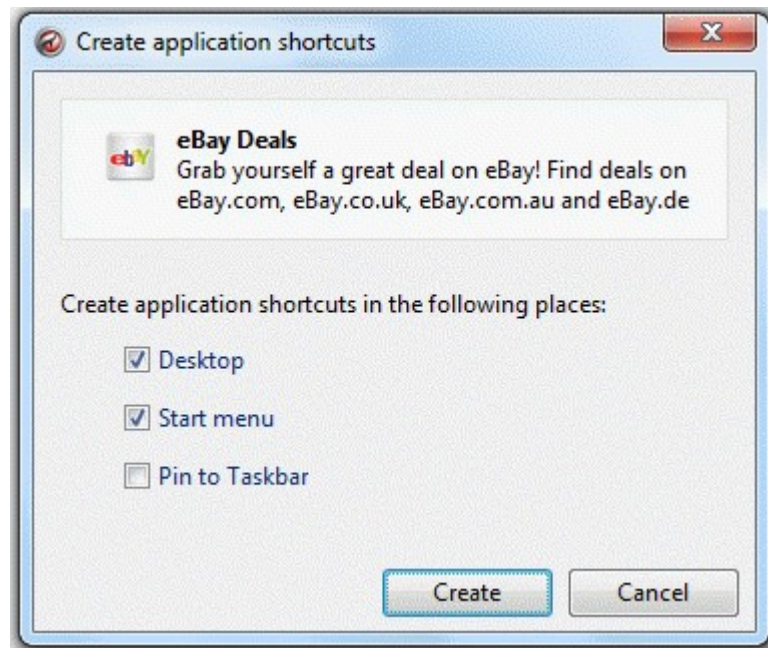 Create application shortcuts
ebY
eBay Deals
Grab yourself a great deal on eBay! Find deals on
eBay.com, eBay.co.uk, eBay.com.au and eBay.de
Create application shortcuts in the following places:
Desktop
Start menu
Pin to Taskbar
Create
Cancel